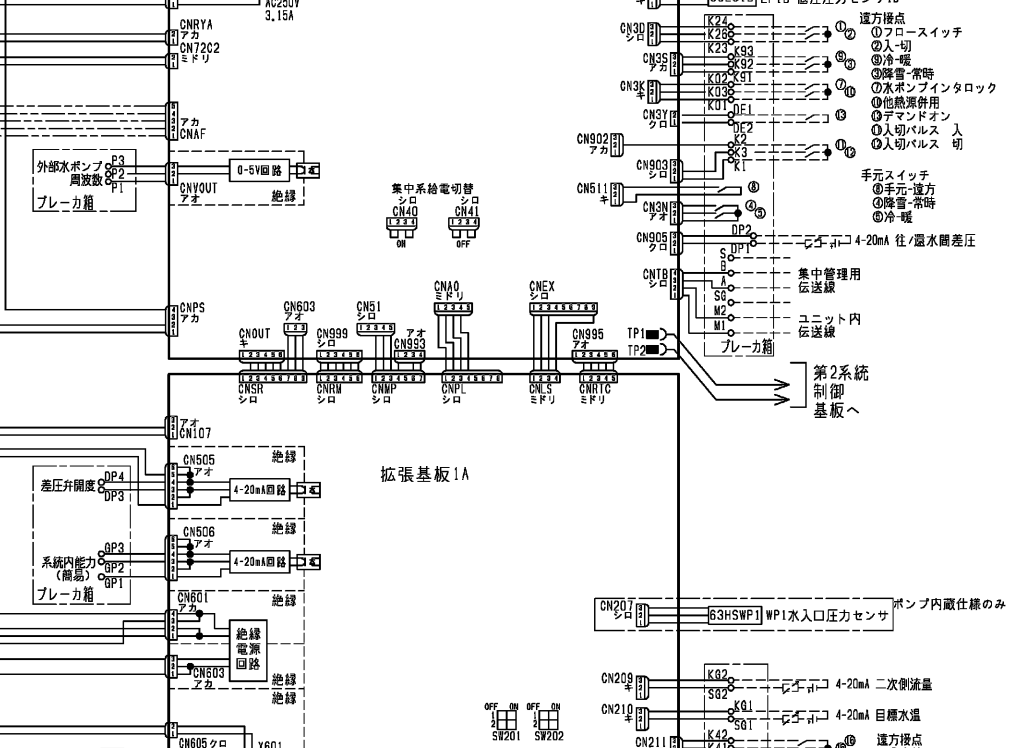 AC250V
3.15A
CNRYA
アカ
CN72C2
ミドリ
アカ
CNAF
外部水ポンプ
周波数
P3
P2
P1
ブレーカ箱
CNVOUT
アオ
0-5V回路
絶縁
集中系給電切替
シロ
CN40
ON
シロ
CN41
OFF
CNPS
アカ
CN603
アオ
CN51
シロ
CNA0
ミドリ
CNEX
シロ
CNOUT
キ
CN999
シロ
アオ
CN993
CN995
アオ
CNSR
シロ
CNRM
シロ
CNMP
シロ
CNPL
シロ
CNLS
ミドリ
CNRTC
ミドリ
TP1
TP2
第2系統
制御
基板へ
CN3D
シロ
K24
K26
K23
CN3S
アカ
K93
K92
K91
CN3K
キ
K02
K03
K01
CN3Y
クロ
DE1
DE2
CN902
アカ
K2
K3
K1
CN903
シロ
CN511
キ
CN3N
アオ
CN905
クロ
DP2
DP1
4-20mA 往/還水間差圧
CNTB
シロ
S
B
A
SG
M2
M1
集中管理用
伝送線
ユニット内
伝送線
ブレーカ箱
遠方接点
①フロースイッチ
②入-切
⑨冷-暖
③降雪-常時
⑦水ポンプインタロック
⑩他熱源併用
⑬デマンドオン
⑪入切パルス 入
⑫入切パルス 切
手元スイッチ
⑧手元-遠方
④降雪-常時
⑤冷-暖
アオ
CN107
拡張基板1A
差圧弁開度
DP4
DP3
CN505
アオ
4-20mA回路
絶縁
系統内能力
(簡易)
GP3
GP2
GP1
ブレーカ箱
CN506
アオ
4-20mA回路
絶縁
CN601
アカ
絶縁
絶縁
電源
回路
CN603
アカ
絶縁
絶縁
CN605 クロ
X601
OFF ON
1
2
SW201
OFF ON
1
2
SW202
CN207
シロ
63HSWP1
WP1水入口圧力センサ
ポンプ内蔵仕様のみ
CN209
キ
KG2
SG2
4-20mA 二次側流量
CN210
キ
KG1
SG1
4-20mA 目標水温
CN211
K42
⑯
遠方接点